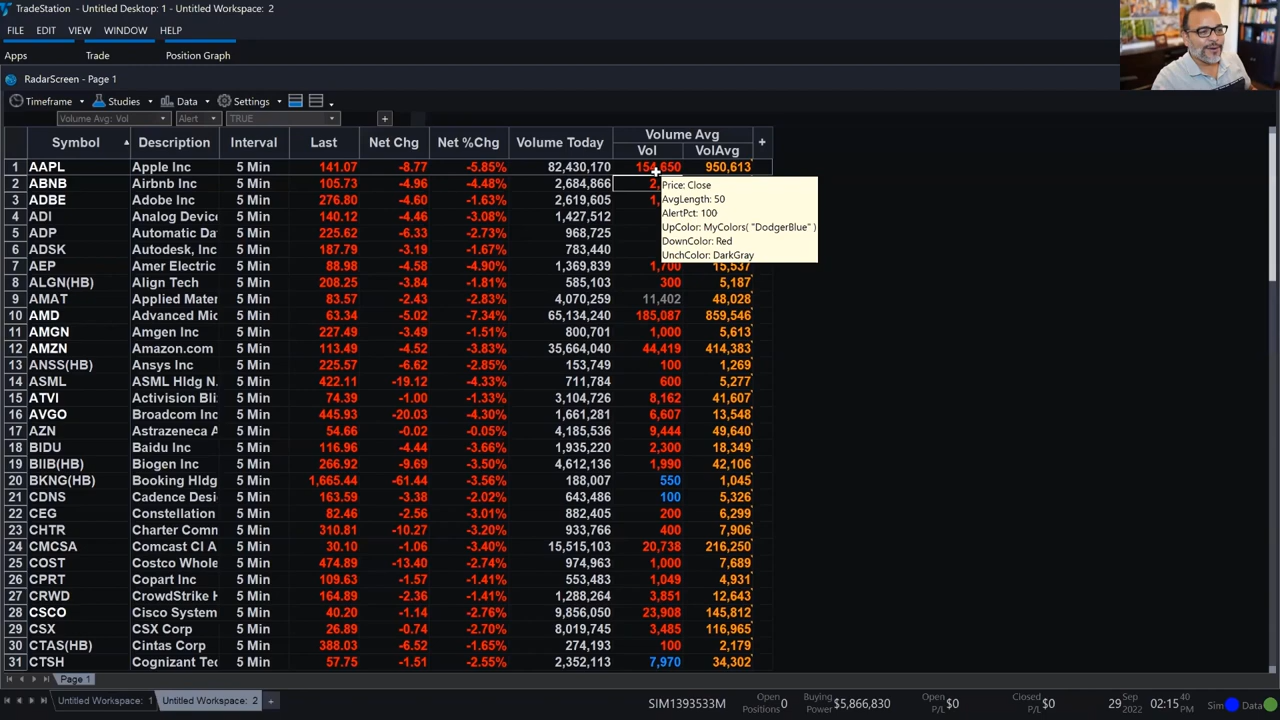 TradeStation - Untitled Desktop: 1 - Untitled Workspace: 2
FILE EDIT VIEW WINDOW HELP
Apps Trade Position Graph
RadarScreen - Page 1
Timeframe Studies Data Settings
Volume Avg: Vol Alert TRUE +
Volume Avg
Symbol Description Interval Last Net Chg Net %Chg Volume Today Vol VolAvg +
1 AAPL Apple Inc 5 Min 141.07 -8.77 -5.85% 82,430,170 154,650 950,613
2 ABNB Airbnb Inc 5 Min 105.73 -4.96 -4.48% 2,684,866 2,
3 ADBE Adobe Inc 5 Min 276.80 -4.60 -1.63% 2,619,605 1,
4 ADI Analog Device 5 Min 140.12 -4.46 -3.08% 1,427,512
5 ADP Automatic Da 5 Min 225.62 -6.33 -2.73% 968,725
6 ADSK Autodesk, Inc 5 Min 187.79 -3.19 -1.67% 783,440
Price: Close
AvgLength: 50
AlertPct: 100
UpColor: MyColors( "DodgerBlue" )
DownColor: Red
UnchColor: DarkGray
7 AEP Amer Electric 5 Min 88.98 -4.58 -4.90% 1,369,839 1,700 15,537
8 ALGN(HB) Align Tech 5 Min 208.25 -3.84 -1.81% 585,103 300 5,187
9 AMAT Applied Mater 5 Min 83.57 -2.43 -2.83% 4,070,259 11,402 48,028
10 AMD Advanced Mic 5 Min 63.34 -5.02 -7.34% 65,134,240 185,087 859,546
11 AMGN Amgen Inc 5 Min 227.49 -3.49 -1.51% 800,701 1,000 5,613
12 AMZN Amazon.com 5 Min 113.49 -4.52 -3.83% 35,664,040 44,419 414,383
13 ANSS(HB) Ansys Inc 5 Min 225.57 -6.62 -2.85% 153,749 100 1,269
14 ASML ASML Hldg N. 5 Min 422.11 -19.12 -4.33% 711,784 600 5,277
15 ATVI Activision Bli 5 Min 74.39 -1.00 -1.33% 3,104,726 8,162 41,607
16 AVGO Broadcom Inc 5 Min 445.93 -20.03 -4.30% 1,661,281 6,607 13,548
17 AZN Astrazeneca A 5 Min 54.66 -0.02 -0.05% 4,185,536 9,444 49,640
18 BIDU Baidu Inc 5 Min 116.96 -4.44 -3.66% 1,935,220 2,300 18,349
19 BIIB(HB) Biogen Inc 5 Min 266.92 -9.69 -3.50% 4,612,136 1,990 42,106
20 BKNG(HB) Booking Hldg 5 Min 1,665.44 -61.44 -3.56% 188,007 550 1,045
21 CDNS Cadence Desi 5 Min 163.59 -3.38 -2.02% 643,486 100 5,326
22 CEG Constellation 5 Min 82.46 -2.56 -3.01% 882,405 200 6,299
23 CHTR Charter Comm 5 Min 310.81 -10.27 -3.20% 933,766 400 7,906
24 CMCSA Comcast Cl A 5 Min 30.10 -1.06 -3.40% 15,515,103 20,738 216,250
25 COST Costco Whole 5 Min 474.89 -13.40 -2.74% 974,963 1,000 7,689
26 CPRT Copart Inc 5 Min 109.63 -1.57 -1.41% 553,483 1,049 4,931
27 CRWD CrowdStrike H 5 Min 164.89 -2.36 -1.41% 1,288,264 3,851 12,643
28 CSCO Cisco System 5 Min 40.20 -1.14 -2.76% 9,856,050 23,908 145,812
29 CSX CSX Corp 5 Min 26.89 -0.74 -2.70% 8,019,745 3,485 116,965
30 CTAS(HB) Cintas Corp 5 Min 388.03 -6.52 -1.65% 274,193 100 2,179
31 CTSH Cognizant Tec 5 Min 57.75 -1.51 -2.55% 2,352,113 7,970 34,302
Page 1
Untitled Workspace: 1 Untitled Workspace: 2 +
SIM1393533M Open Positions 0 Buying Power $5,866,830 Open P/L $0 Closed P/L $0 29 Sep 2022 02:15 40 PM Sim Data